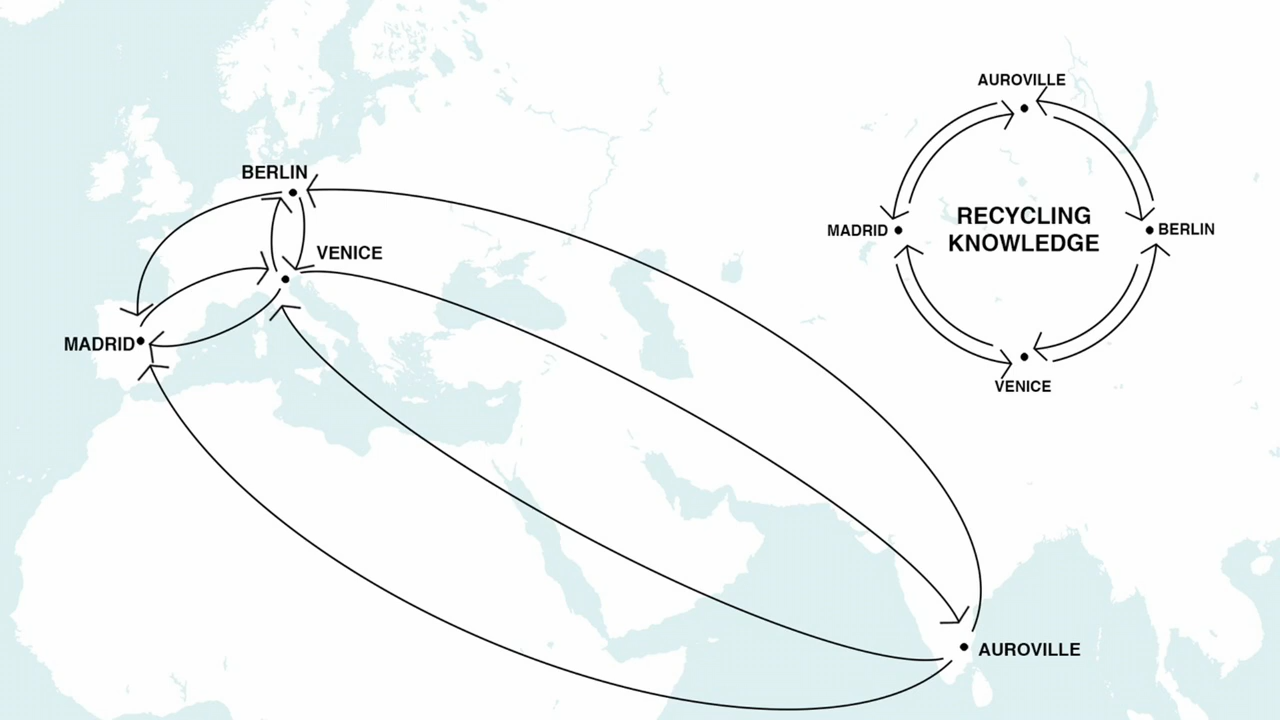 BERLIN
VENICE
MADRID
AUROVILLE
AUROVILLE
MADRID
RECYCLING
KNOWLEDGE
BERLIN
VENICE